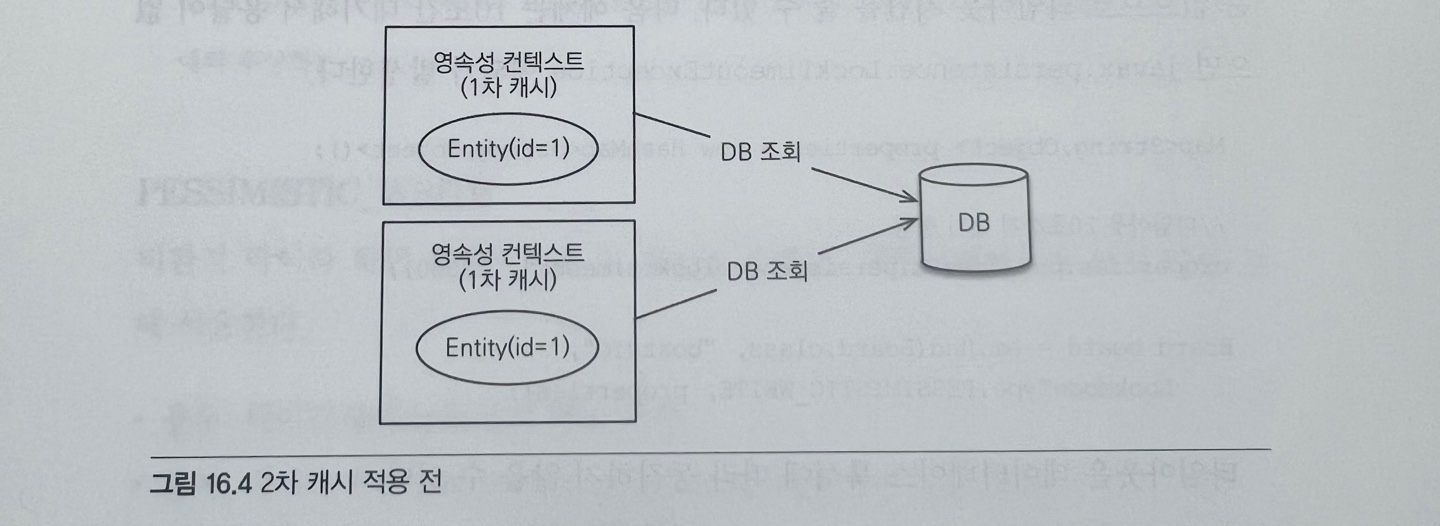 영속성 컨텍스트
(1차 캐시)
Entity(id=1)
DB 조회
DB
영속성 컨텍스트
(1차 캐시)
Entity(id=1)
DB 조회
그림 16.4 2차 캐시 적용 전